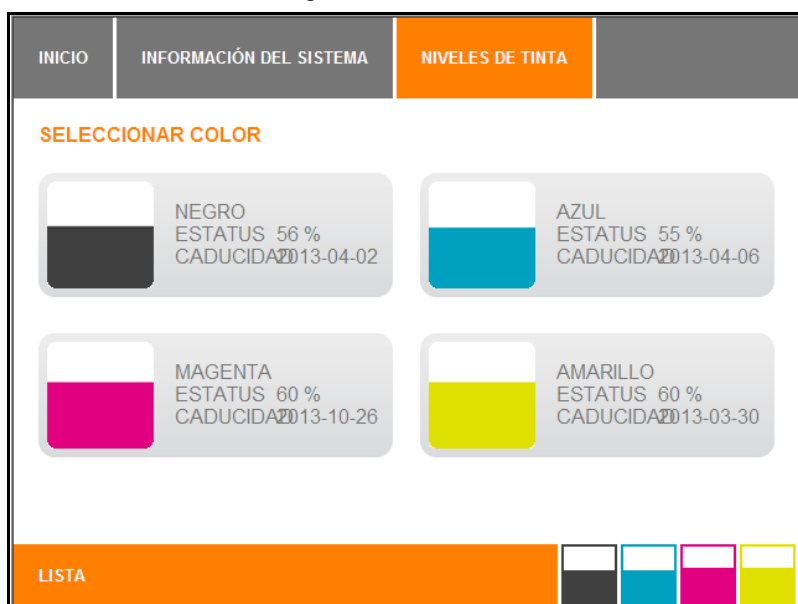 INICIO
INFORMACIÓN DEL SISTEMA
NIVELES DE TINTA
SELECCIONAR COLOR
NEGRO
ESTATUS 56 %
CADUCIDAD 2013-04-02
AZUL
ESTATUS 55 %
CADUCIDAD 2013-04-06
MAGENTA
ESTATUS 60 %
CADUCIDAD 2013-10-26
AMARILLO
ESTATUS 60 %
CADUCIDAD 2013-03-30
LISTA